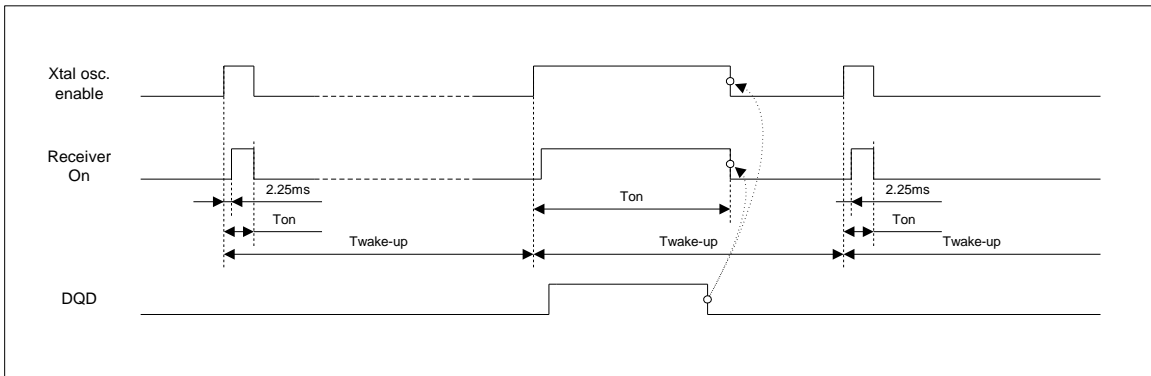 Xtal osc.
enable
Receiver
On
2.25ms
2.25ms
Ton
Ton
Ton
Twake-up
Twake-up
Twake-up
DQD